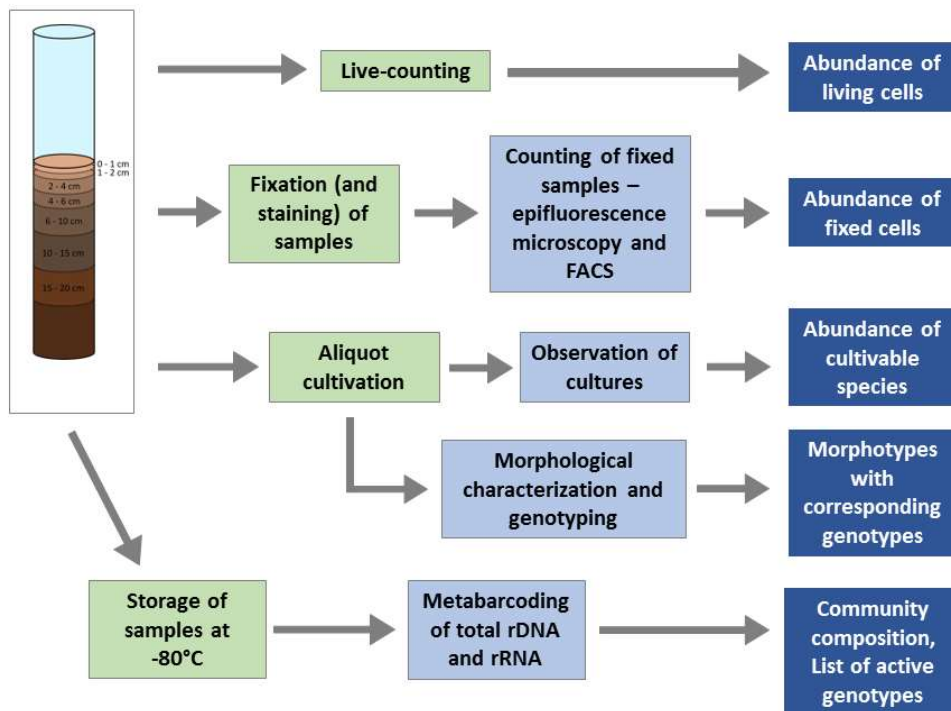 0 - 1 cm
1 - 2 cm
2 - 4 cm
4 - 6 cm
6 - 10 cm
10 - 15 cm
15 - 20 cm
Live-counting
Abundance of
living cells
Fixation (and
staining) of
samples
Counting of fixed
samples –
epifluorescence
microscopy and
FACS
Abundance
of fixed cells
Aliquot
cultivation
Observation of
cultures
Abundance of
cultivable
species
Morphological
characterization and
genotyping
Morphotypes
with
corresponding
genotypes
Storage of
samples at
-80°C
Metabarcoding
of total rDNA
and rRNA
Community
composition,
List of active
genotypes